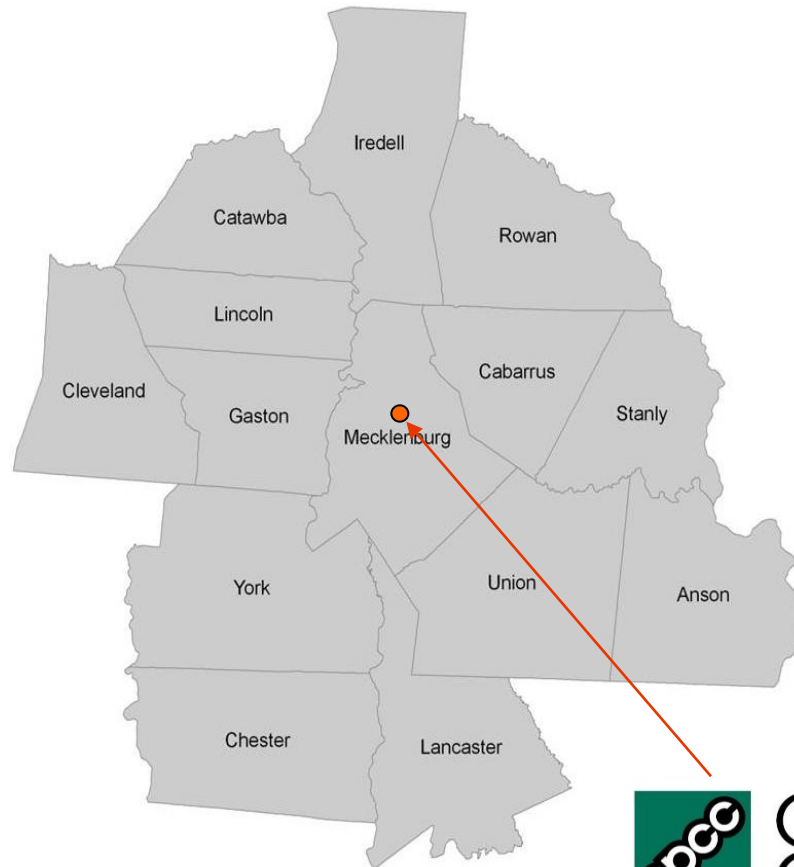 Iredell
Catawba
Rowan
Lincoln
Cabarrus
Cleveland
Gaston
Stanly
Mecklenburg
York
Union
Anson
Chester
Lancaster